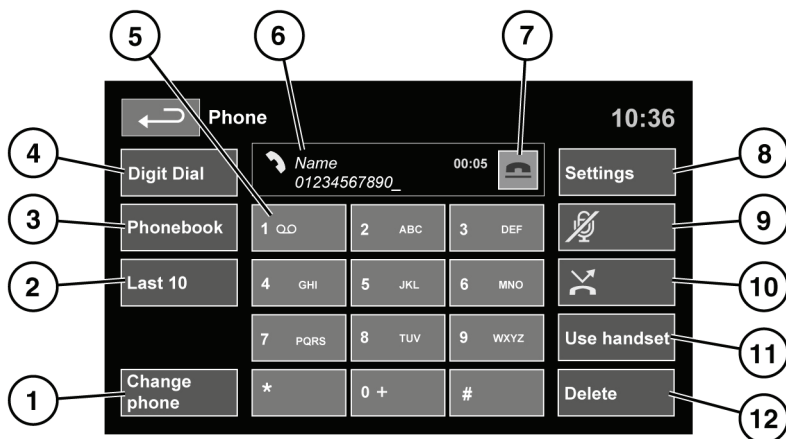 5
6
7
Phone
10:36
4
Digit Dial
Name
00:05
01234567890_
Settings
8
3
Phonebook
1
2 ABC
3 DEF
9
2
Last 10
4 GHI
5 JKL
6 MNO
10
7 PQRS
8 TUV
9 WXYZ
Use handset
11
1
Change
phone
*
0 +
#
Delete
12